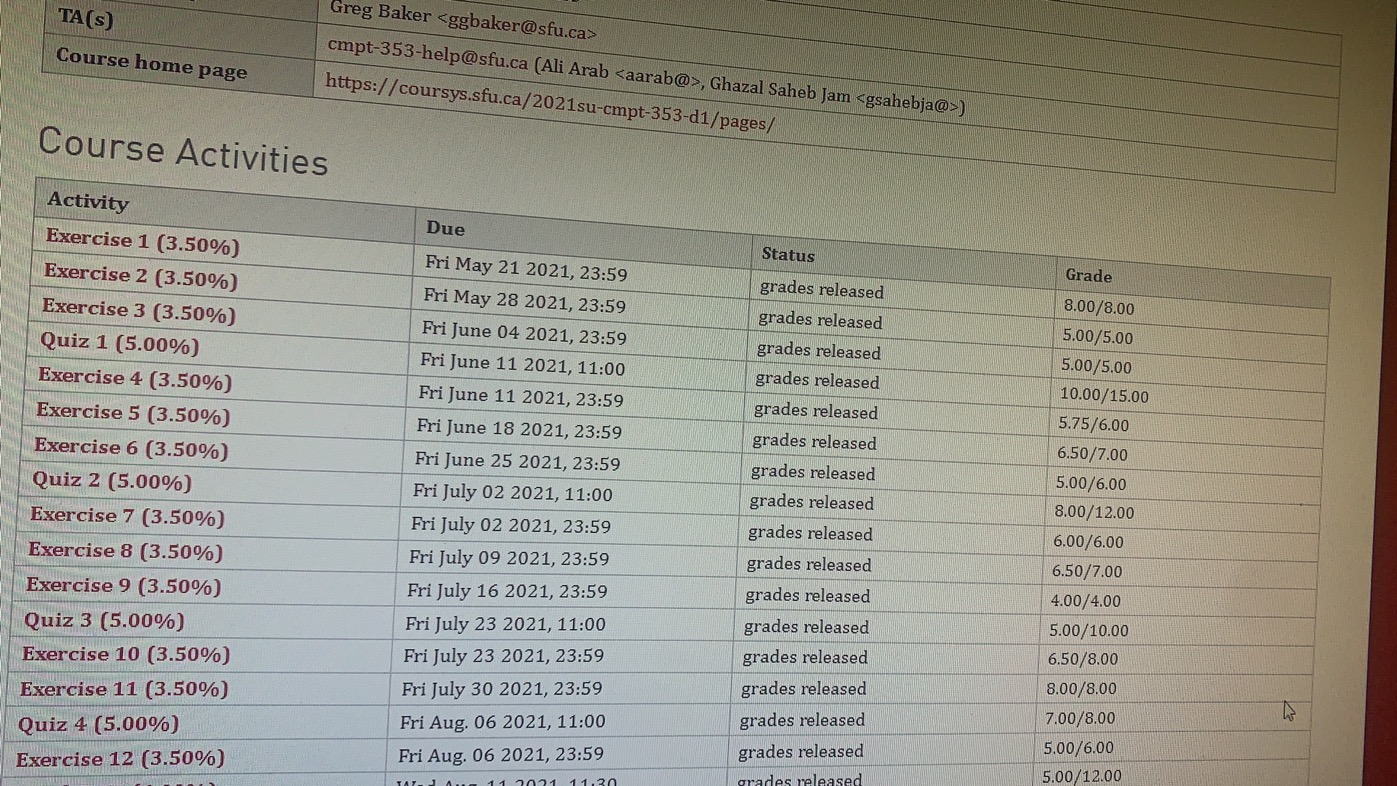 Greg Baker <ggbaker@sfu.ca>
TA(s) cmpt-353-help@sfu.ca (Ali Arab <aarab@>, Ghazal Saheb Jam <gsahebja@>)
Course home page https://coursys.sfu.ca/2021su-cmpt-353-d1/pages/
Course Activities
Activity Due Status Grade
Exercise 1 (3.50%) Fri May 21 2021, 23:59 grades released 8.00/8.00
Exercise 2 (3.50%) Fri May 28 2021, 23:59 grades released 5.00/5.00
Exercise 3 (3.50%) Fri June 04 2021, 23:59 grades released 5.00/5.00
Quiz 1 (5.00%) Fri June 11 2021, 11:00 grades released 10.00/15.00
Exercise 4 (3.50%) Fri June 11 2021, 23:59 grades released 5.75/6.00
Exercise 5 (3.50%) Fri June 18 2021, 23:59 grades released 6.50/7.00
Exercise 6 (3.50%) Fri June 25 2021, 23:59 grades released 5.00/6.00
Quiz 2 (5.00%) Fri July 02 2021, 11:00 grades released 8.00/12.00
Exercise 7 (3.50%) Fri July 02 2021, 23:59 grades released 6.00/6.00
Exercise 8 (3.50%) Fri July 09 2021, 23:59 grades released 6.50/7.00
Exercise 9 (3.50%) Fri July 16 2021, 23:59 grades released 4.00/4.00
Quiz 3 (5.00%) Fri July 23 2021, 11:00 grades released 5.00/10.00
Exercise 10 (3.50%) Fri July 23 2021, 23:59 grades released 6.50/8.00
Exercise 11 (3.50%) Fri July 30 2021, 23:59 grades released 8.00/8.00
Quiz 4 (5.00%) Fri Aug. 06 2021, 11:00 grades released 7.00/8.00
Exercise 12 (3.50%) Fri Aug. 06 2021, 23:59 grades released 5.00/6.00
Wed Aug. 11 2021, 11:30 grades released 5.00/12.00